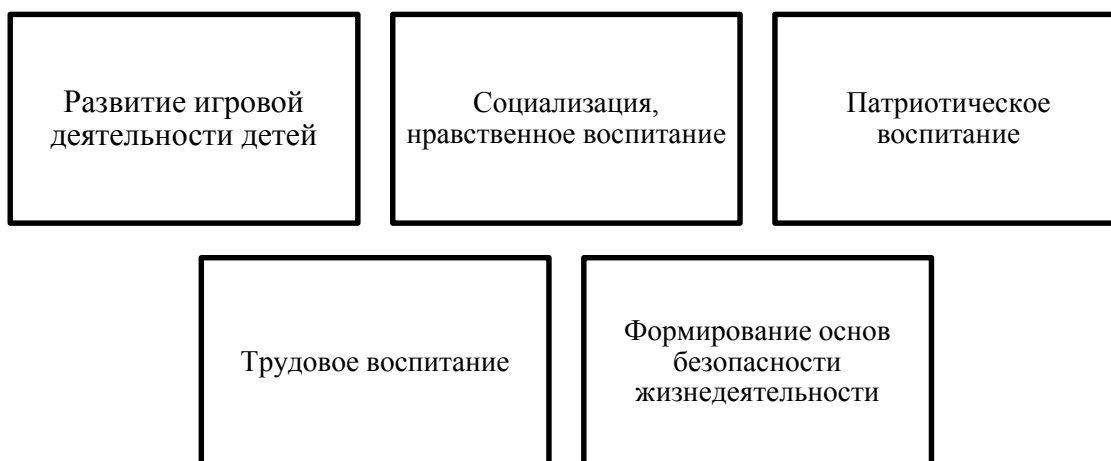 Развитие игровой
деятельности детей
Социализация,
нравственное воспитание
Патриотическое
воспитание
Трудовое воспитание
Формирование основ
безопасности
жизнедеятельности